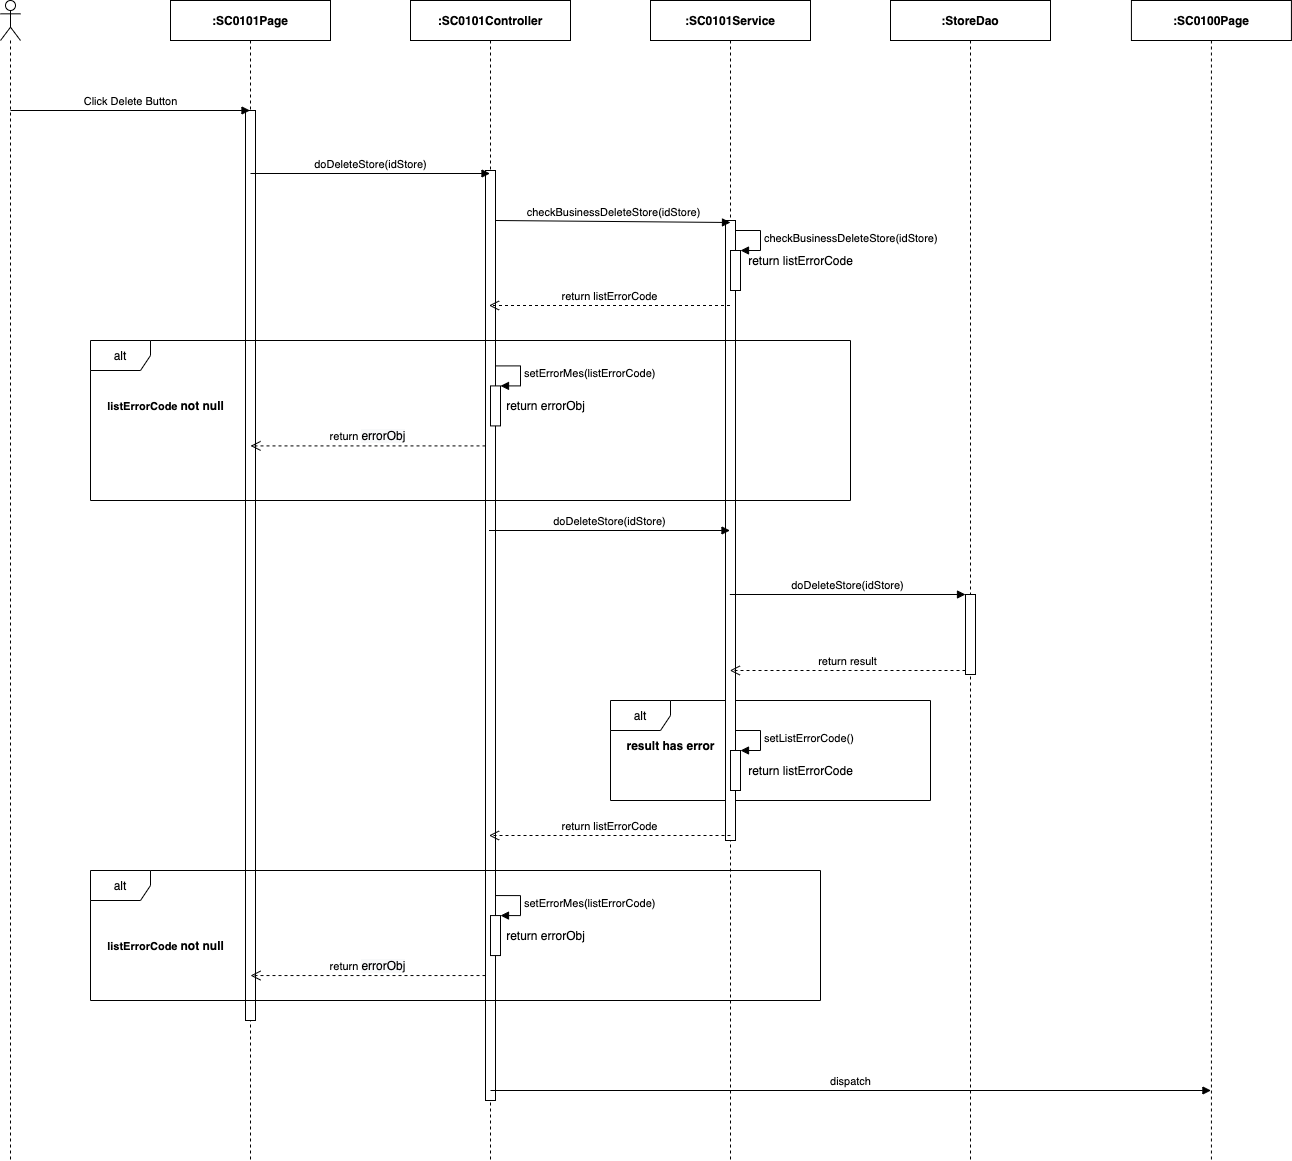 :SC0101Page
:SC0101Controller
:SC0101Service
:StoreDao
:SC0100Page
Click Delete Button
doDeleteStore(idStore)
checkBusinessDeleteStore(idStore)
checkBusinessDeleteStore(idStore)
return listErrorCode
return listErrorCode
alt
setErrorMes(listErrorCode)
listErrorCode not null
return errorObj
return errorObj
doDeleteStore(idStore)
doDeleteStore(idStore)
return result
alt
setListErrorCode()
result has error
return listErrorCode
return listErrorCode
alt
setErrorMes(listErrorCode)
return errorObj
listErrorCode not null
return errorObj
dispatch